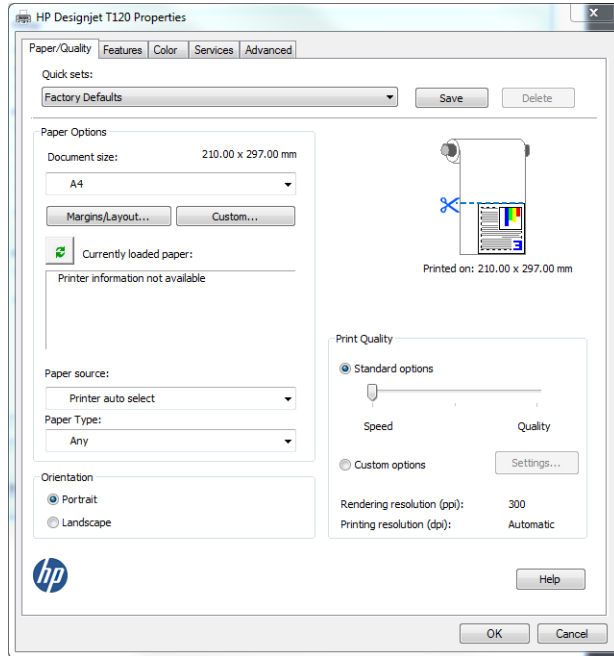 HP Designjet T120 Properties
x
Paper/Quality Features Color Services Advanced
Quick sets:
Factory Defaults
Save
Delete
Paper Options
Document size:
210.00 x 297.00 mm
A4
Margins/Layout...
Custom...
Currently loaded paper:
Printer information not available
Paper source:
Printer auto select
Paper Type:
Any
Orientation
Portrait
Landscape
Printed on: 210.00 x 297.00 mm
Print Quality
Standard options
Speed
Quality
Custom options
Settings...
Rendering resolution (ppi):
300
Printing resolution (dpi):
Automatic
hp
Help
OK
Cancel